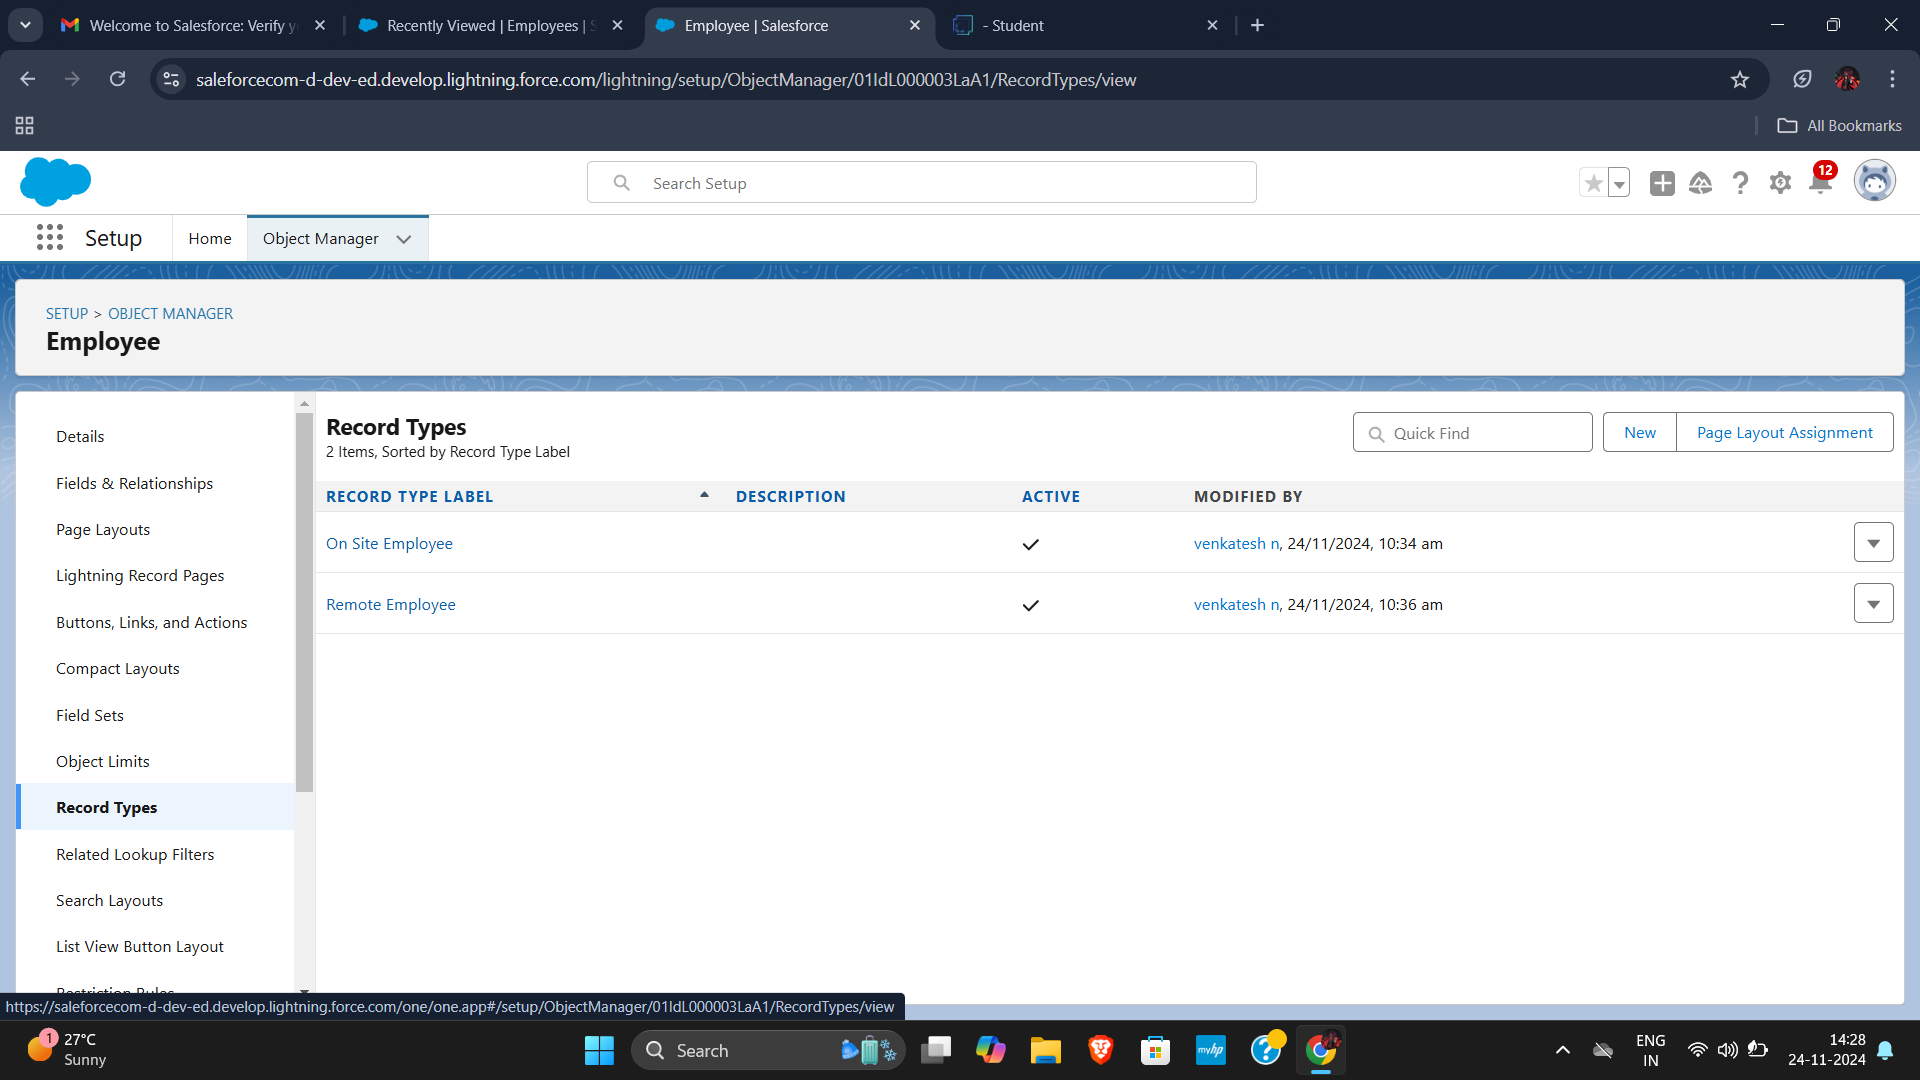 Welcome to Salesforce: Verify y
Recently Viewed | Employees | S
Employee | Salesforce
- Student
saleforcecom-d-dev-ed.develop.lightning.force.com/lightning/setup/ObjectManager/01IdL000003LaA1/RecordTypes/view
All Bookmarks
Search Setup
12
Setup
Home
Object Manager
SETUP > OBJECT MANAGER
Employee
Details
Fields & Relationships
Page Layouts
Lightning Record Pages
Buttons, Links, and Actions
Compact Layouts
Field Sets
Object Limits
Record Types
Related Lookup Filters
Search Layouts
List View Button Layout
Restriction Rules
Record Types
2 Items, Sorted by Record Type Label
Quick Find
New
Page Layout Assignment
RECORD TYPE LABEL DESCRIPTION ACTIVE MODIFIED BY
On Site Employee venkatesh n, 24/11/2024, 10:34 am
Remote Employee venkatesh n, 24/11/2024, 10:36 am
https://saleforcecom-d-dev-ed.develop.lightning.force.com/one/one.app#/setup/ObjectManager/01IdL000003LaA1/RecordTypes/view
1
27°C
Sunny
Search
myhp
ENG
IN
14:28
24-11-2024